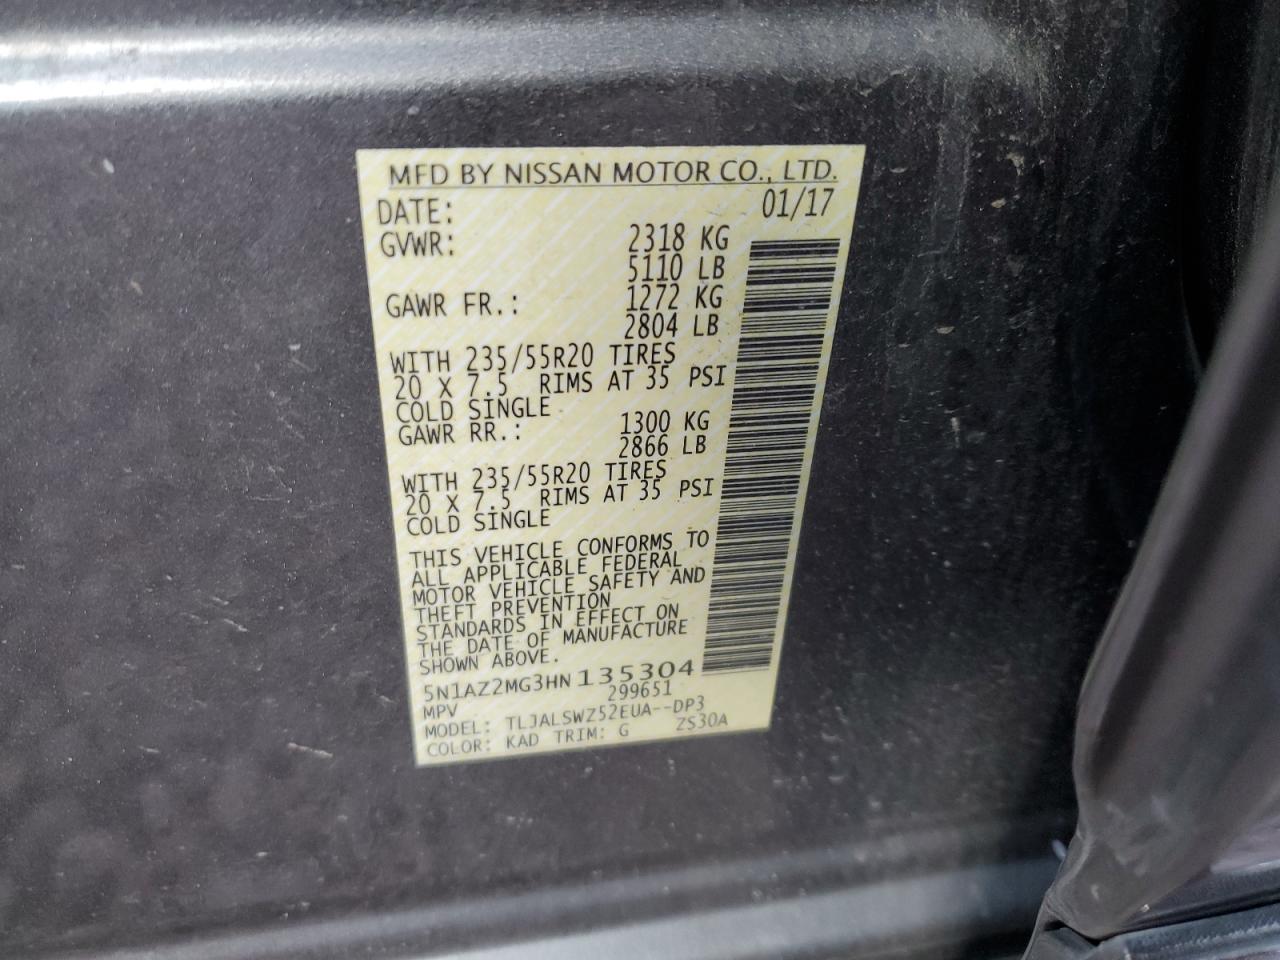 MFD BY NISSAN MOTOR CO., LTD.
DATE: 01/17
GVWR: 2318 KG
5110 LB
GAWR FR.: 1272 KG
2804 LB
WITH 235/55R20 TIRES
20 X 7.5 RIMS AT 35 PSI
COLD SINGLE
GAWR RR.: 1300 KG
2866 LB
WITH 235/55R20 TIRES
20 X 7.5 RIMS AT 35 PSI
COLD SINGLE
THIS VEHICLE CONFORMS TO
ALL APPLICABLE FEDERAL
MOTOR VEHICLE SAFETY AND
THEFT PREVENTION
STANDARDS IN EFFECT ON
THE DATE OF MANUFACTURE
SHOWN ABOVE.
5N1AZ2MG3HN135304
MPV 299651
MODEL: TLJALSWZ52EUA--DP3
COLOR: KAD TRIM: G ZS30A